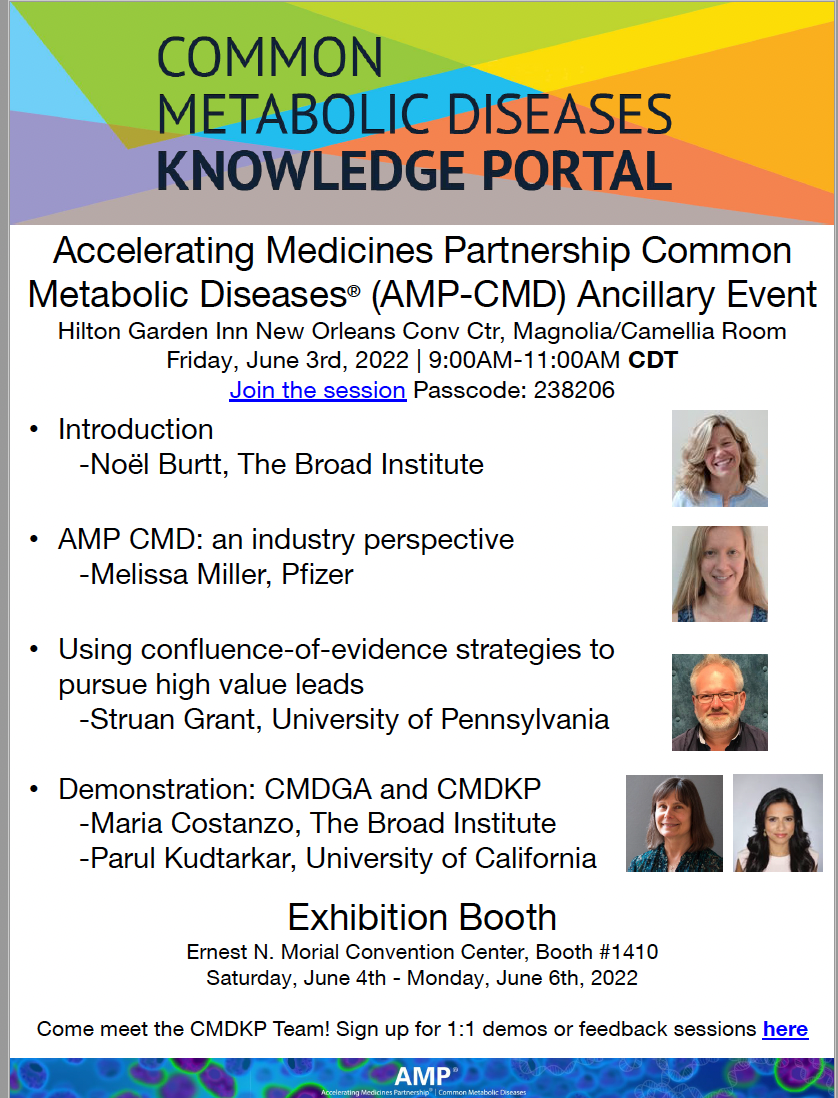 COMMON
METABOLIC DISEASES
KNOWLEDGE PORTAL
Accelerating Medicines Partnership Common
Metabolic Diseases® (AMP-CMD) Ancillary Event
Hilton Garden Inn New Orleans Conv Ctr, Magnolia/Camellia Room
Friday, June 3rd, 2022 | 9:00AM-11:00AM CDT
Join the session Passcode: 238206
• Introduction
-Noël Burtt, The Broad Institute
• AMP CMD: an industry perspective
-Melissa Miller, Pfizer
• Using confluence-of-evidence strategies to
pursue high value leads
-Struan Grant, University of Pennsylvania
• Demonstration: CMDGA and CMDKP
-Maria Costanzo, The Broad Institute
-Parul Kudtarkar, University of California
Exhibition Booth
Ernest N. Morial Convention Center, Booth #1410
Saturday, June 4th - Monday, June 6th, 2022
Come meet the CMDKP Team! Sign up for 1:1 demos or feedback sessions here
AMP®
Accelerating Medicines Partnership® | Common Metabolic Diseases